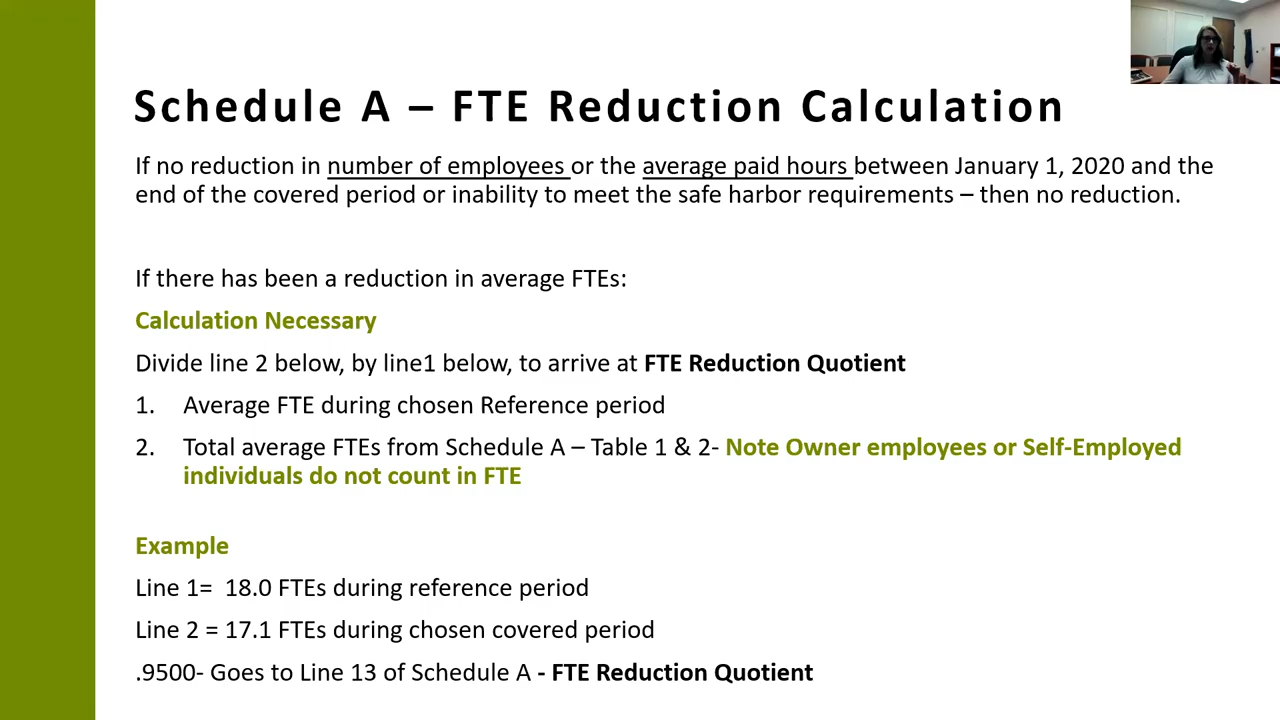 Schedule A – FTE Reduction Calculation
If no reduction in number of employees or the average paid hours between January 1, 2020 and the
end of the covered period or inability to meet the safe harbor requirements – then no reduction.
If there has been a reduction in average FTEs:
Calculation Necessary
Divide line 2 below, by line1 below, to arrive at FTE Reduction Quotient
1. Average FTE during chosen Reference period
2. Total average FTEs from Schedule A – Table 1 & 2- Note Owner employees or Self-Employed
individuals do not count in FTE
Example
Line 1=  18.0 FTEs during reference period
Line 2 = 17.1 FTEs during chosen covered period
.9500- Goes to Line 13 of Schedule A - FTE Reduction Quotient